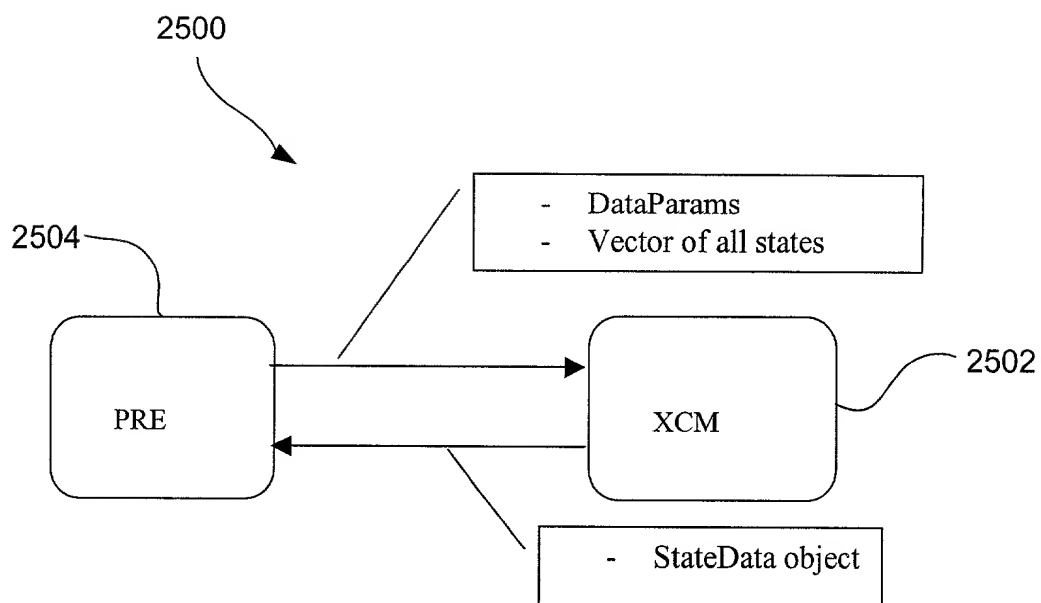 2500
- DataParams
- Vector of all states
2504
2502
PRE
XCM
- StateData object